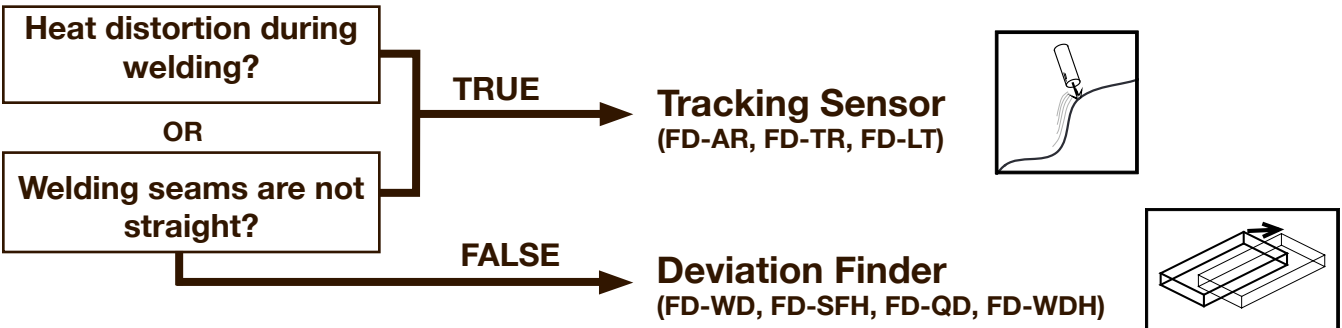 Heat distortion during
welding?
OR
Welding seams are not
straight?
TRUE
Tracking Sensor
(FD-AR, FD-TR, FD-LT)
FALSE
Deviation Finder
(FD-WD, FD-SFH, FD-QD, FD-WDH)